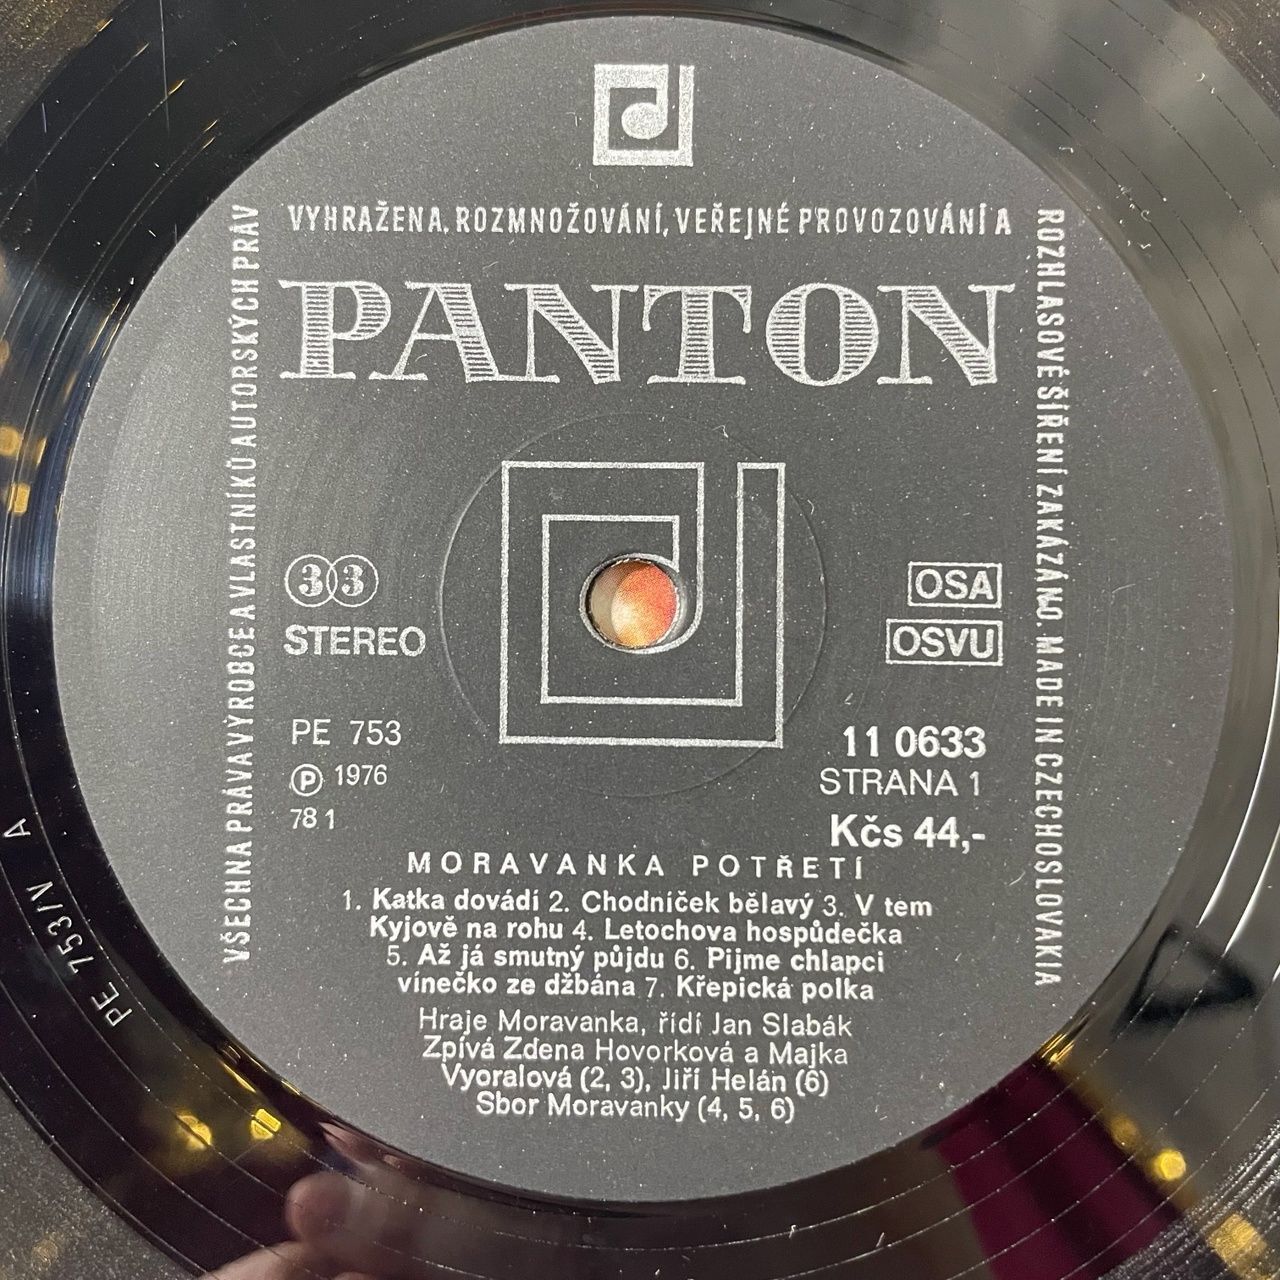 VŠECHNA PRÁVA VÝROBCE A VLASTNÍKŮ AUTORSKÝCH PRÁV
VYHRAŽENA. ROZMNOŽOVÁNÍ, VEŘEJNÉ PROVOZOVÁNÍ A
ROZHLASOVÉ ŠÍŘENÍ ZAKÁZÁNO. MADE IN CZECHOSLOVAKIA
PANTON
33
STEREO
OSA
OSVU
PE 753
Ⓟ 1976
78 1
11 0633
STRANA 1
Kčs 44,-
MORAVANKA POTŘETÍ
1. Katka dovádí 2. Chodníček bělavý 3. V tem
Kyjově na rohu 4. Letochova hospůdečka
5. Až já smutný půjdu 6. Pijme chlapci
vínečko ze džbána 7. Křepická polka
Hraje Moravanka, řídí Jan Slabák
Zpívá Zdena Hovorková a Majka
Vyoralová (2, 3), Jiří Helán (6)
Sbor Moravanky (4, 5, 6)
PE 753/V A